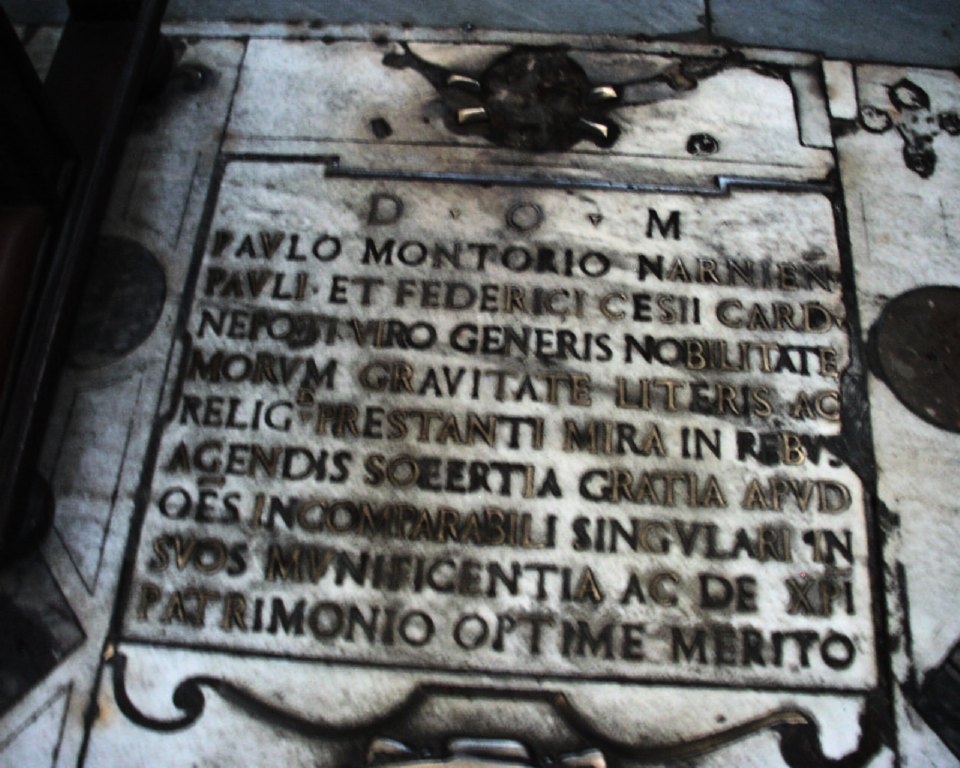 D · O · M
PAVLO MONTORIO NARNIEN
PAVLI · ET FEDERICI CESII CARD
NEPOTI VIRO GENERIS NOBILITATE
MORVM GRAVITATE LITERIS AC
RELIG.E PRESTANTI MIRA IN REBVS
AGENDIS SOLERTIA GRATIA APVD
OES INCOMPARABILI SINGVLARI IN
SVOS MVNIFICENTIA AC DE XPI
PATRIMONIO OPTIME MERITO